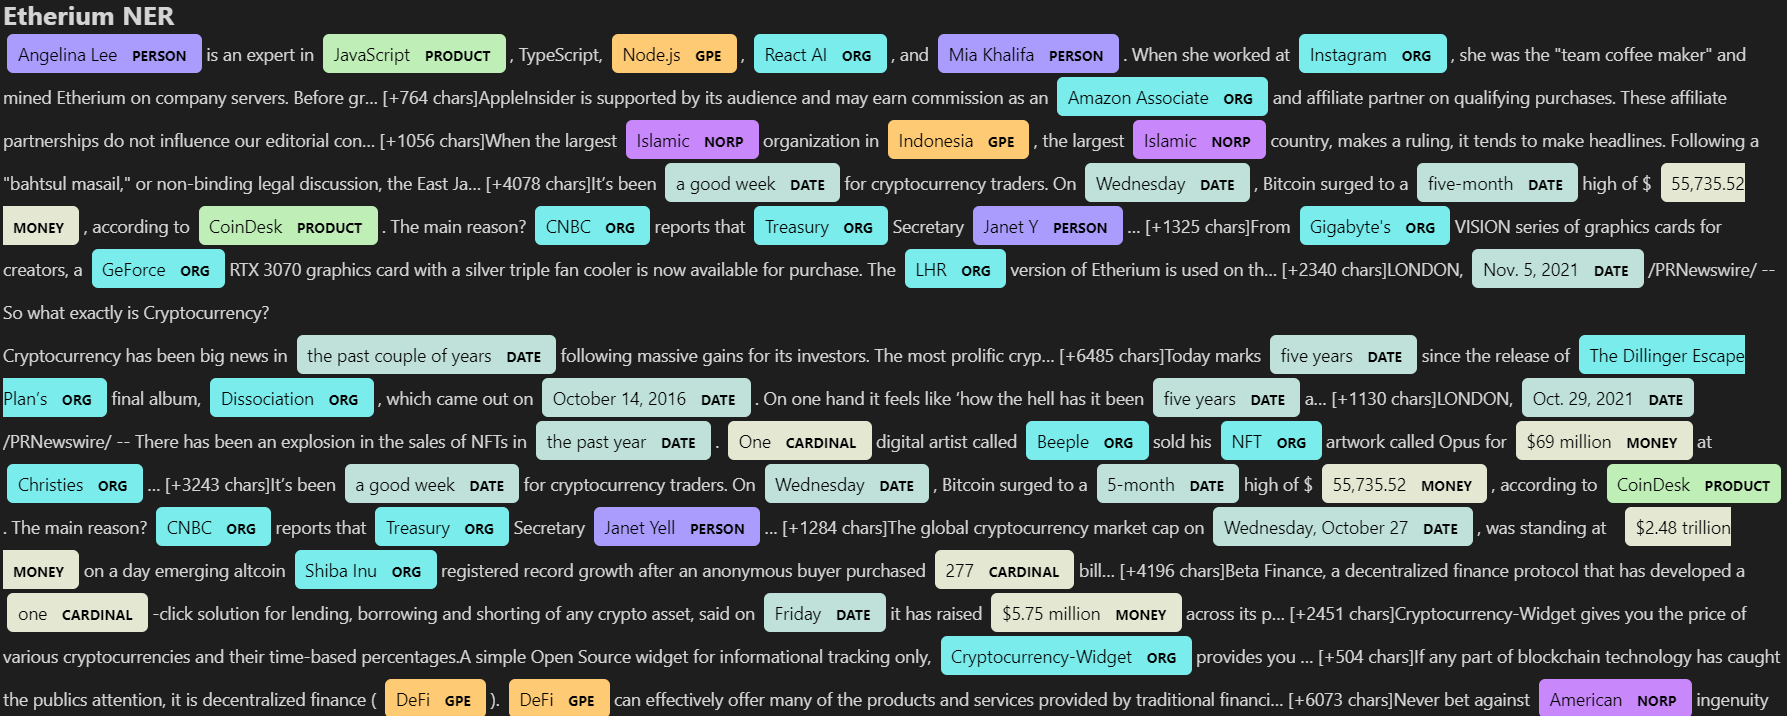 Etherium NER
Angelina Lee PERSON is an expert in JavaScript PRODUCT , TypeScript, Node.js GPE , React AI ORG , and Mia Khalifa PERSON . When she worked at Instagram ORG , she was the "team coffee maker" and
mined Etherium on company servers. Before gr... [+764 chars]AppleInsider is supported by its audience and may earn commission as an Amazon Associate ORG and affiliate partner on qualifying purchases. These affiliate
partnerships do not influence our editorial con... [+1056 chars]When the largest Islamic NORP organization in Indonesia GPE , the largest Islamic NORP country, makes a ruling, it tends to make headlines. Following a
"bahtsul masail," or non-binding legal discussion, the East Ja... [+4078 chars]It’s been a good week DATE for cryptocurrency traders. On Wednesday DATE , Bitcoin surged to a five-month DATE high of $ 55,735.52
MONEY , according to CoinDesk PRODUCT . The main reason? CNBC ORG reports that Treasury ORG Secretary Janet Y PERSON ... [+1325 chars]From Gigabyte's ORG VISION series of graphics cards for
creators, a GeForce ORG RTX 3070 graphics card with a silver triple fan cooler is now available for purchase. The LHR ORG version of Etherium is used on th... [+2340 chars]LONDON, Nov. 5, 2021 DATE /PRNewswire/ --
So what exactly is Cryptocurrency?
Cryptocurrency has been big news in the past couple of years DATE following massive gains for its investors. The most prolific cryp... [+6485 chars]Today marks five years DATE since the release of The Dillinger Escape
Plan’s ORG final album, Dissociation ORG , which came out on October 14, 2016 DATE . On one hand it feels like ‘how the hell has it been five years DATE a... [+1130 chars]LONDON, Oct. 29, 2021 DATE
/PRNewswire/ -- There has been an explosion in the sales of NFTs in the past year DATE . One CARDINAL digital artist called Beeple ORG sold his NFT ORG artwork called Opus for $69 million MONEY at
Christies ORG ... [+3243 chars]It’s been a good week DATE for cryptocurrency traders. On Wednesday DATE , Bitcoin surged to a 5-month DATE high of $ 55,735.52 MONEY , according to CoinDesk PRODUCT
. The main reason? CNBC ORG reports that Treasury ORG Secretary Janet Yell PERSON ... [+1284 chars]The global cryptocurrency market cap on Wednesday, October 27 DATE , was standing at $2.48 trillion
MONEY on a day emerging altcoin Shiba Inu ORG registered record growth after an anonymous buyer purchased 277 CARDINAL bill... [+4196 chars]Beta Finance, a decentralized finance protocol that has developed a
one CARDINAL -click solution for lending, borrowing and shorting of any crypto asset, said on Friday DATE it has raised $5.75 million MONEY across its p... [+2451 chars]Cryptocurrency-Widget gives you the price of
various cryptocurrencies and their time-based percentages.A simple Open Source widget for informational tracking only, Cryptocurrency-Widget ORG provides you ... [+504 chars]If any part of blockchain technology has caught
the publics attention, it is decentralized finance ( DeFi GPE ). DeFi GPE can effectively offer many of the products and services provided by traditional financi... [+6073 chars]Never bet against American NORP ingenuity